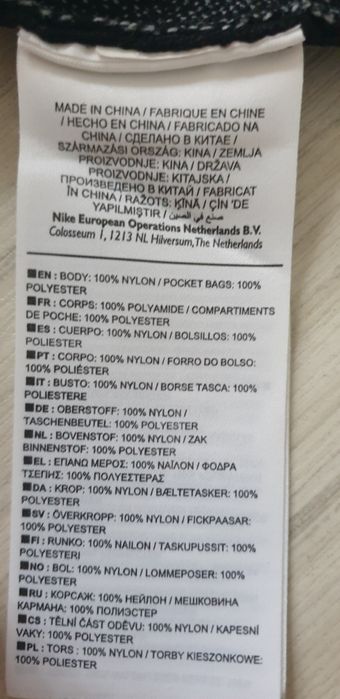 MADE IN CHINA / FABRIQUE EN CHINE
/ HECHO EN CHINA / FABRICADO NA
CHINA / СДЕЛАНО В КИТАЕ /
SZÁRMAZÁSI ORSZÁG: KINA / ZEMLJA
PROIZVODNJE: KINA / DRŽAVA
PROIZVODNJE: KITAJSKA /
ПРОИЗВЕДЕНО В КИТАЙ / FABRICAT
ÎN CHINA / RAŽOTS: ĶĪNĀ / ÇİN 'DE
YAPILMIŞTIR / صنع في الصين
Nike European Operations Netherlands B.V.
Colosseum 1, 1213 NL Hilversum, The Netherlands
EN : BODY: 100% NYLON / POCKET BAGS: 100%
POLYESTER
FR : CORPS: 100% POLYAMIDE / COMPARTIMENTS
DE POCHE: 100% POLYESTER
ES : CUERPO: 100% NYLON / BOLSILLOS: 100%
POLIESTER
PT : CORPO: 100% NYLON / FORRO DO BOLSO:
100% POLIÉSTER
IT : BUSTO: 100% NYLON / BORSE TASCA: 100%
POLIESTERE
DE : OBERSTOFF: 100% NYLON /
TASCHENBEUTEL: 100% POLYESTER
NL : BOVENSTOF: 100% NYLON / ZAK
BINNENSTOF: 100% POLYESTER
EL : ΕΠΑΝΩ ΜΕΡΟΣ: 100% ΝΑΪΛΟΝ / ΦΟΔΡΑ
ΤΣΕΠΗΣ: 100% ΠΟΛΥΕΣΤΕΡΑΣ
DA : KROP: 100% NYLON / BÆLTETASKER: 100%
POLYESTER
SV : ÖVERKROPP: 100% NYLON / FICKPAASAR:
100% POLYESTER
FI : RUNKO: 100% NAILON / TASKUPUSSIT: 100%
POLYESTERI
NO : BOL: 100% NYLON / LOMMEPOSER: 100%
POLYESTER
RU : КОРСАЖ: 100% НЕЙЛОН / МЕШКОВИНА
КАРМАНА: 100% ПОЛИЭСТЕР
CS : TĚLNÍ ČÁST ODĚVU: 100% NYLON / KAPESNÍ
VAKY: 100% POLYESTER
PL : TORS : 100% NYLON / TORBY KIESZONKOWE:
100% POLIESTER